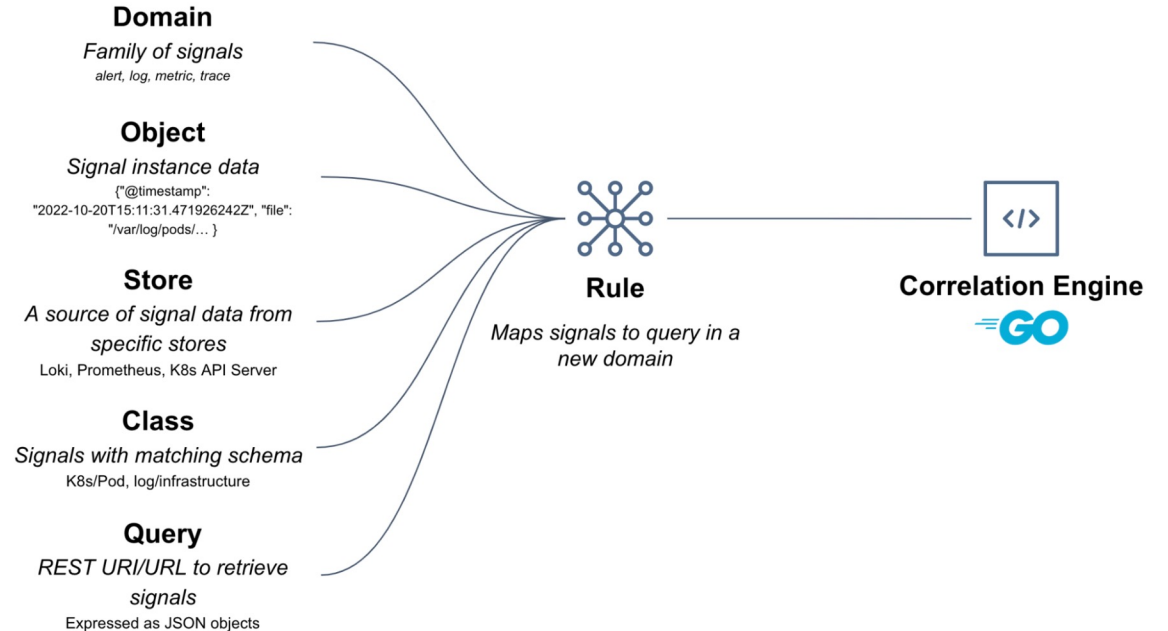 Domain
Family of signals
alert, log, metric, trace
Object
Signal instance data
{"@timestamp":
"2022-10-20T15:11:31.471926242Z", "file":
"/var/log/pods/… }
Store
A source of signal data from
specific stores
Loki, Prometheus, K8s API Server
Class
Signals with matching schema
K8s/Pod, log/infrastructure
Query
REST URI/URL to retrieve
signals
Expressed as JSON objects
Rule
Maps signals to query in a
new domain
</>
Correlation Engine
GO